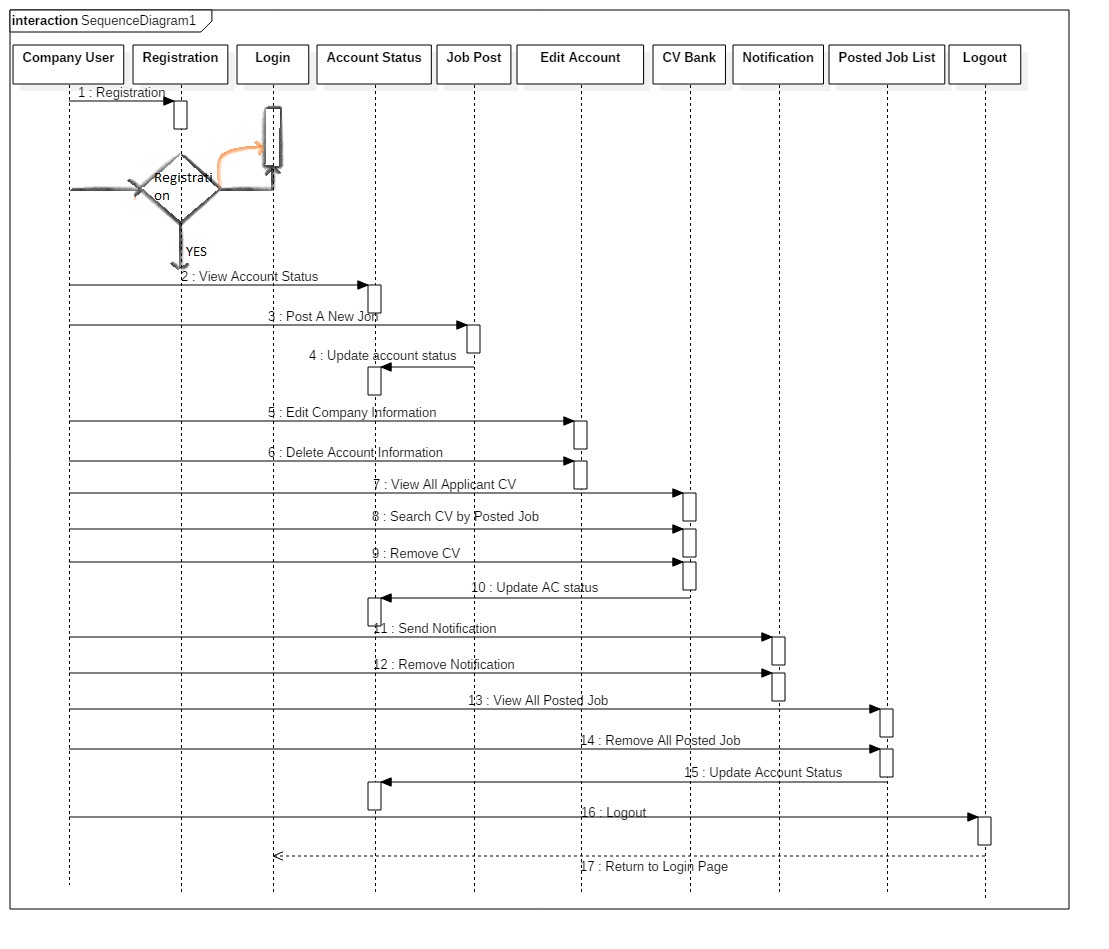 interaction SequenceDiagram1
Company User
Registration
Login
Account Status
Job Post
Edit Account
CV Bank
Notification
Posted Job List
Logout
1 : Registration
Registrati
on
YES
2 : View Account Status
3 : Post A New Job
4 : Update account status
5 : Edit Company Information
6 : Delete Account Information
7 : View All Applicant CV
8 : Search CV by Posted Job
9 : Remove CV
10 : Update AC status
11 : Send Notification
12 : Remove Notification
13 : View All Posted Job
14 : Remove All Posted Job
15 : Update Account Status
16 : Logout
17 : Return to Login Page